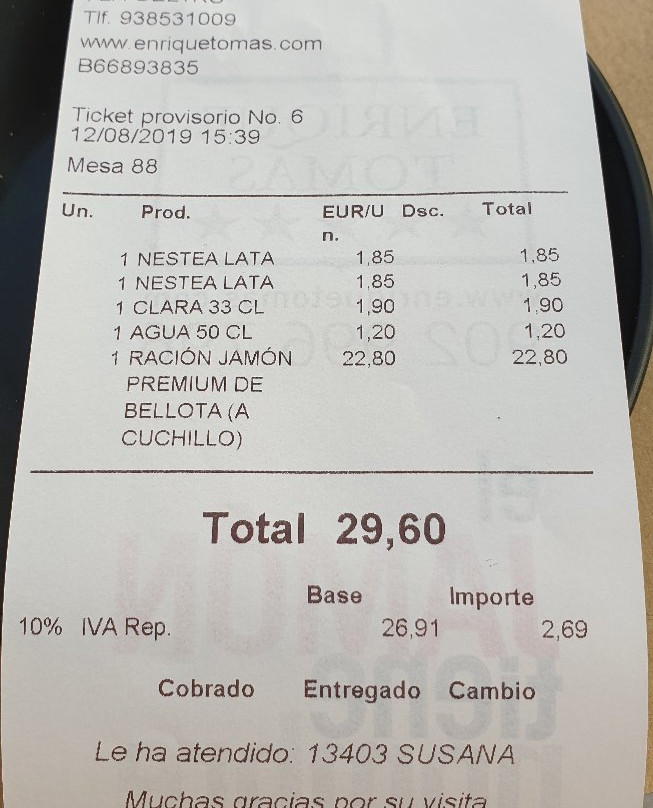 Tlf. 938531009
www.enriquetomas.com
B66893835
Ticket provisorio No. 6
12/08/2019 15:39
Mesa 88
Un. Prod. EUR/U Dsc. Total
n.
1 NESTEA LATA 1,85 1,85
1 NESTEA LATA 1,85 1,85
1 CLARA 33 CL 1,90 1,90
1 AGUA 50 CL 1,20 1,20
1 RACIÓN JAMÓN 22,80 22,80
PREMIUM DE
BELLOTA (A
CUCHILLO)
Total 29,60
Base Importe
10% IVA Rep. 26,91 2,69
Cobrado Entregado Cambio
Le ha atendido: 13403 SUSANA
Muchas gracias por su visita